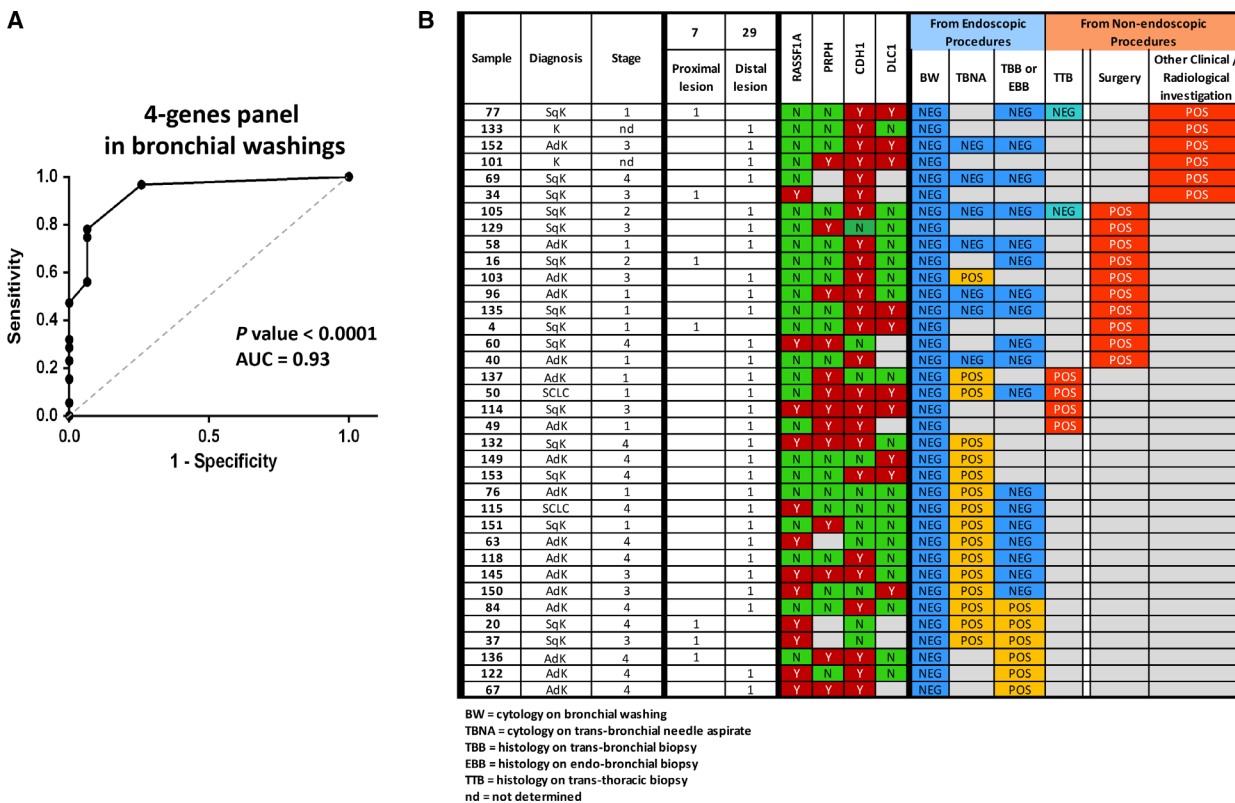 A
4-genes panel
in bronchial washings
1.0
0.8
0.6
0.4
0.2
0.0
Sensitivity
P value < 0.0001
AUC = 0.93
0.0 0.5 1.0
1 - Specificity
B
Sample Diagnosis Stage
7 29
Proximal lesion Distal lesion
RASSF1A
PRPH
CDH1
DLC1
From Endoscopic Procedures
From Non-endoscopic Procedures
BW TBNA TBB or EBB TTB Surgery Other Clinical / Radiological investigation
77 SqK 1 1 N N Y Y NEG NEG NEG POS
133 K nd 1 N N Y N NEG POS
152 AdK 3 1 N N Y Y NEG NEG NEG POS
101 K nd 1 N Y Y Y NEG POS
69 SqK 4 1 N Y NEG NEG NEG POS
34 SqK 3 1 Y Y NEG POS
105 SqK 2 1 N N Y N NEG NEG NEG NEG POS
129 SqK 3 1 N Y N N NEG POS
58 AdK 1 1 N N Y N NEG NEG NEG POS
16 SqK 2 1 N N Y N NEG NEG POS
103 AdK 3 1 N N Y N NEG POS POS
96 AdK 1 1 N Y Y N NEG NEG NEG POS
135 SqK 1 1 N N Y Y NEG NEG NEG POS
4 SqK 1 1 N N Y Y NEG POS
60 SqK 4 1 Y Y N NEG NEG POS
40 AdK 1 1 N N Y NEG NEG NEG POS
137 AdK 1 1 N Y N N NEG POS POS
50 SCLC 1 1 N Y Y Y NEG POS NEG POS
114 SqK 3 1 Y Y Y Y NEG POS
49 AdK 1 1 N Y Y NEG POS
132 SqK 4 1 Y Y Y N NEG POS
149 AdK 4 1 N N N Y NEG POS
153 SqK 4 1 N N Y Y NEG POS
76 AdK 1 1 N N N N NEG POS NEG
115 SCLC 4 1 Y N N N NEG POS NEG
151 SqK 1 1 N Y N N NEG POS NEG
63 AdK 4 1 Y N N NEG POS NEG
118 AdK 4 1 N N Y N NEG POS NEG
145 AdK 3 1 Y Y Y N NEG POS NEG
150 AdK 3 1 Y N N Y NEG POS NEG
84 AdK 4 1 N N Y N NEG POS POS
20 SqK 4 1 Y N NEG POS POS
37 SqK 3 1 Y N NEG POS POS
136 AdK 4 1 N Y Y N NEG POS
122 AdK 4 1 Y N Y N NEG POS
67 AdK 4 1 Y Y Y NEG POS
BW = cytology on bronchial washing
TBNA = cytology on trans-bronchial needle aspirate
TBB = histology on trans-bronchial biopsy
EBB = histology on endo-bronchial biopsy
TTB = histology on trans-thoracic biopsy
nd = not determined